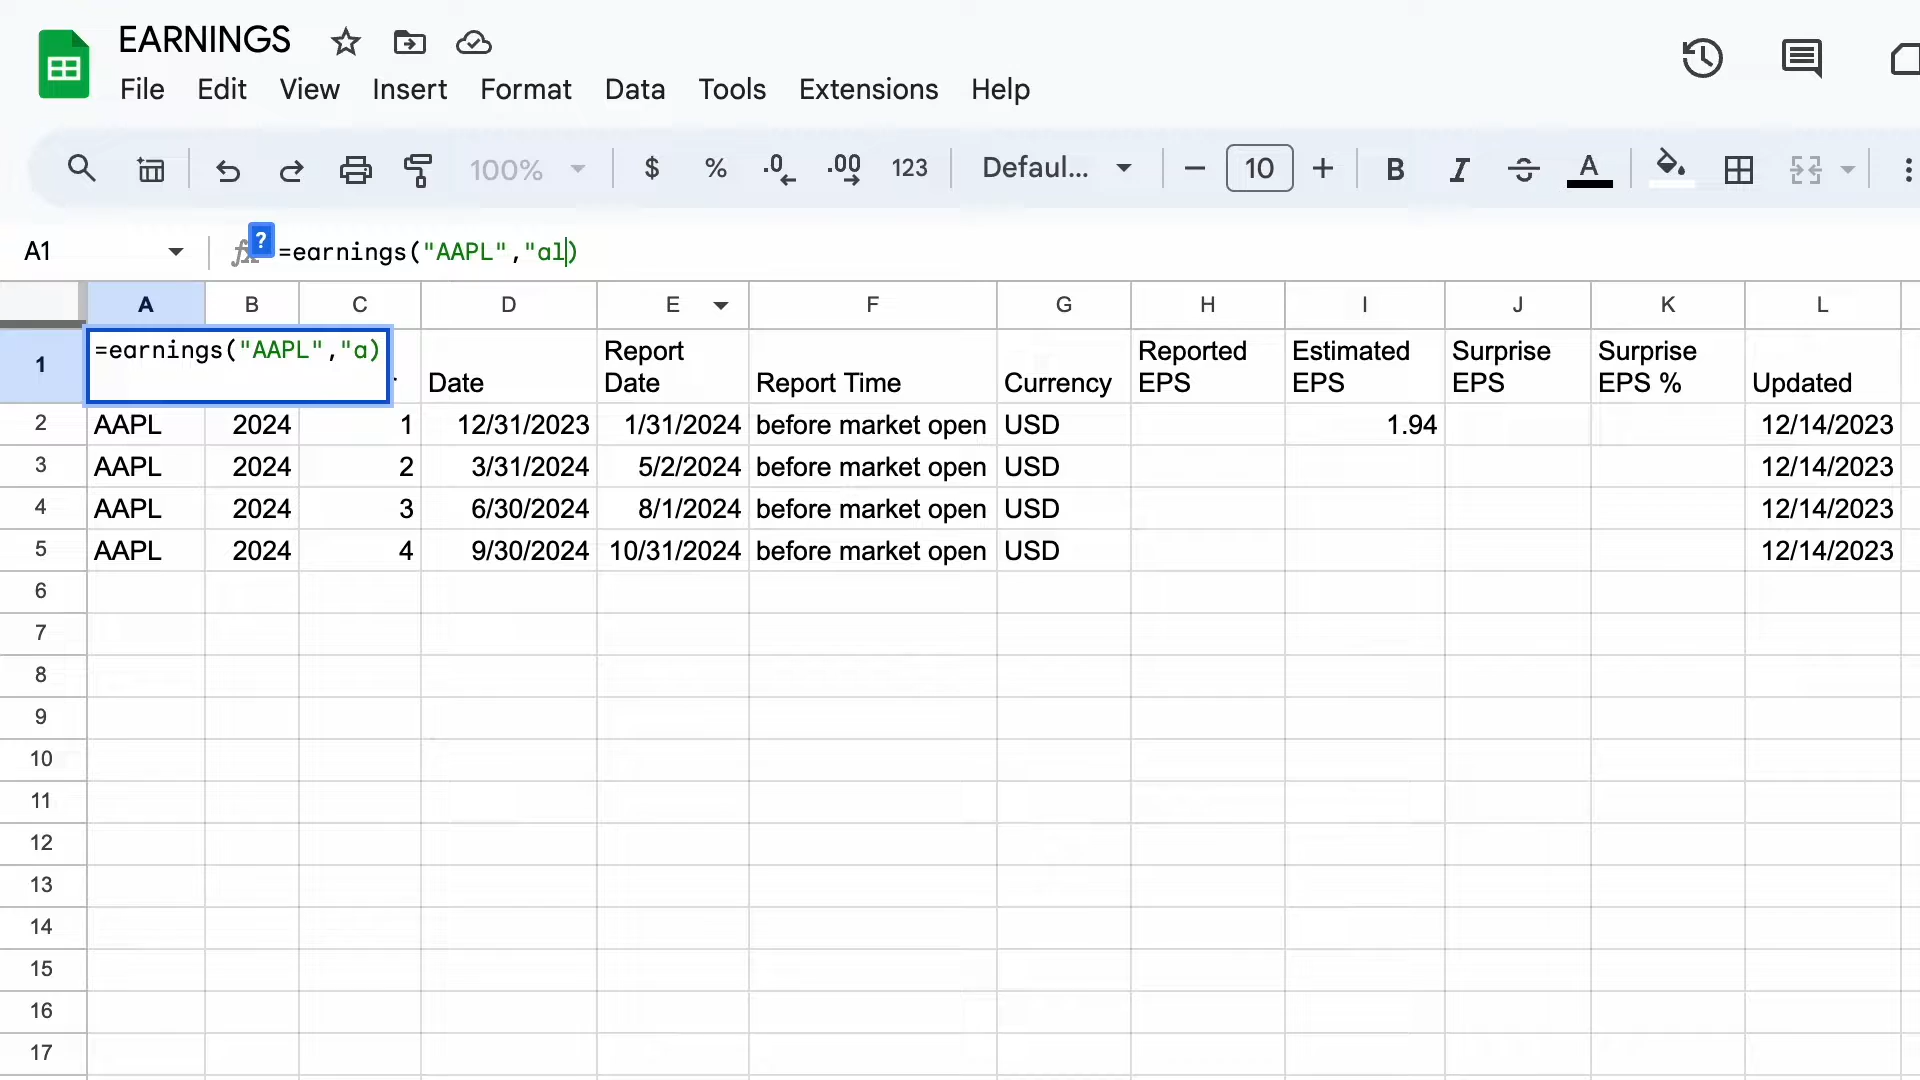 EARNINGS
File Edit View Insert Format Data Tools Extensions Help
100% $ % .0 .00 123 Defaul... 10 B I S A
A1 fx ? =earnings("AAPL","al)
A B C D E F G H I J K L
1 =earnings("AAPL","a) Date Report Date Report Time Currency Reported EPS Estimated EPS Surprise EPS Surprise EPS % Updated
2 AAPL 2024 1 12/31/2023 1/31/2024 before market open USD 1.94 12/14/2023
3 AAPL 2024 2 3/31/2024 5/2/2024 before market open USD 12/14/2023
4 AAPL 2024 3 6/30/2024 8/1/2024 before market open USD 12/14/2023
5 AAPL 2024 4 9/30/2024 10/31/2024 before market open USD 12/14/2023
6
7
8
9
10
11
12
13
14
15
16
17